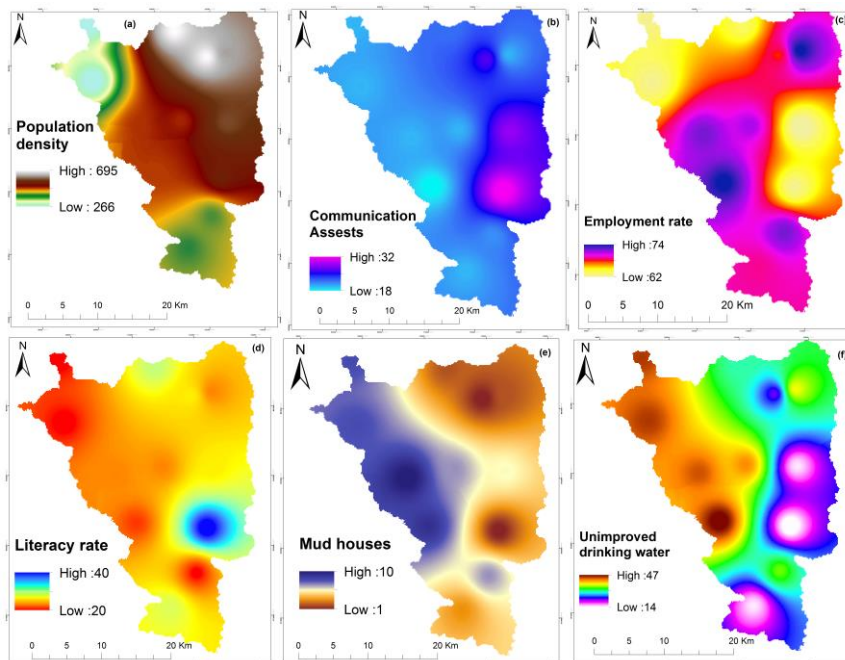 (a)
N
Population
density
High : 695
Low : 266
0 5 10 20 Km
(b)
N
Communication
Assests
High :32
Low :18
0 5 10 20 Km
(c)
N
Employment rate
High :74
Low :62
0 5 10 20 Km
(d)
N
Literacy rate
High : 40
Low : 20
0 5 10 20 Km
(e)
N
Mud houses
High :10
Low :1
0 5 10 20 Km
(f)
N
Unimproved
drinking water
High :47
Low :14
0 5 10 20 Km